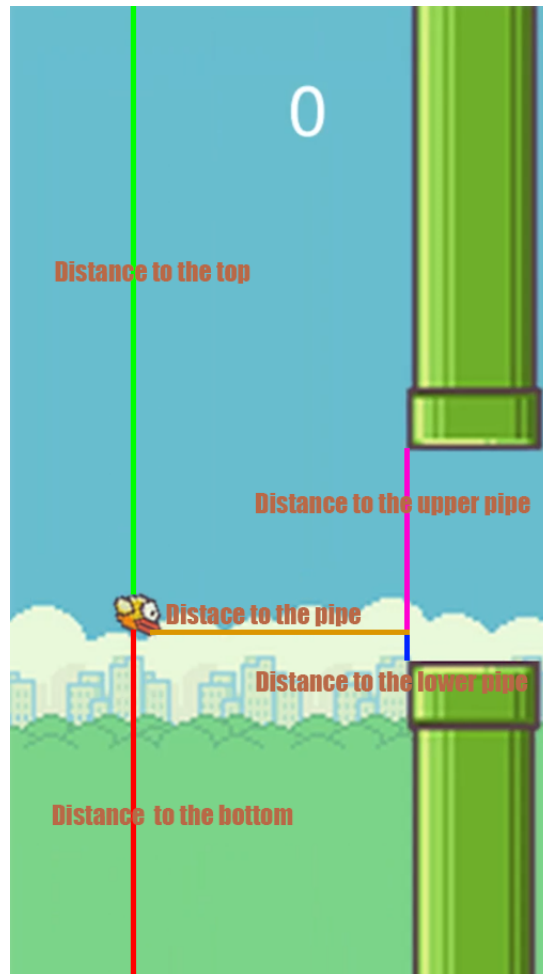 0
Distance to the top
Distance to the upper pipe
Distace to the pipe
Distance to the lower pipe
Distance to the bottom